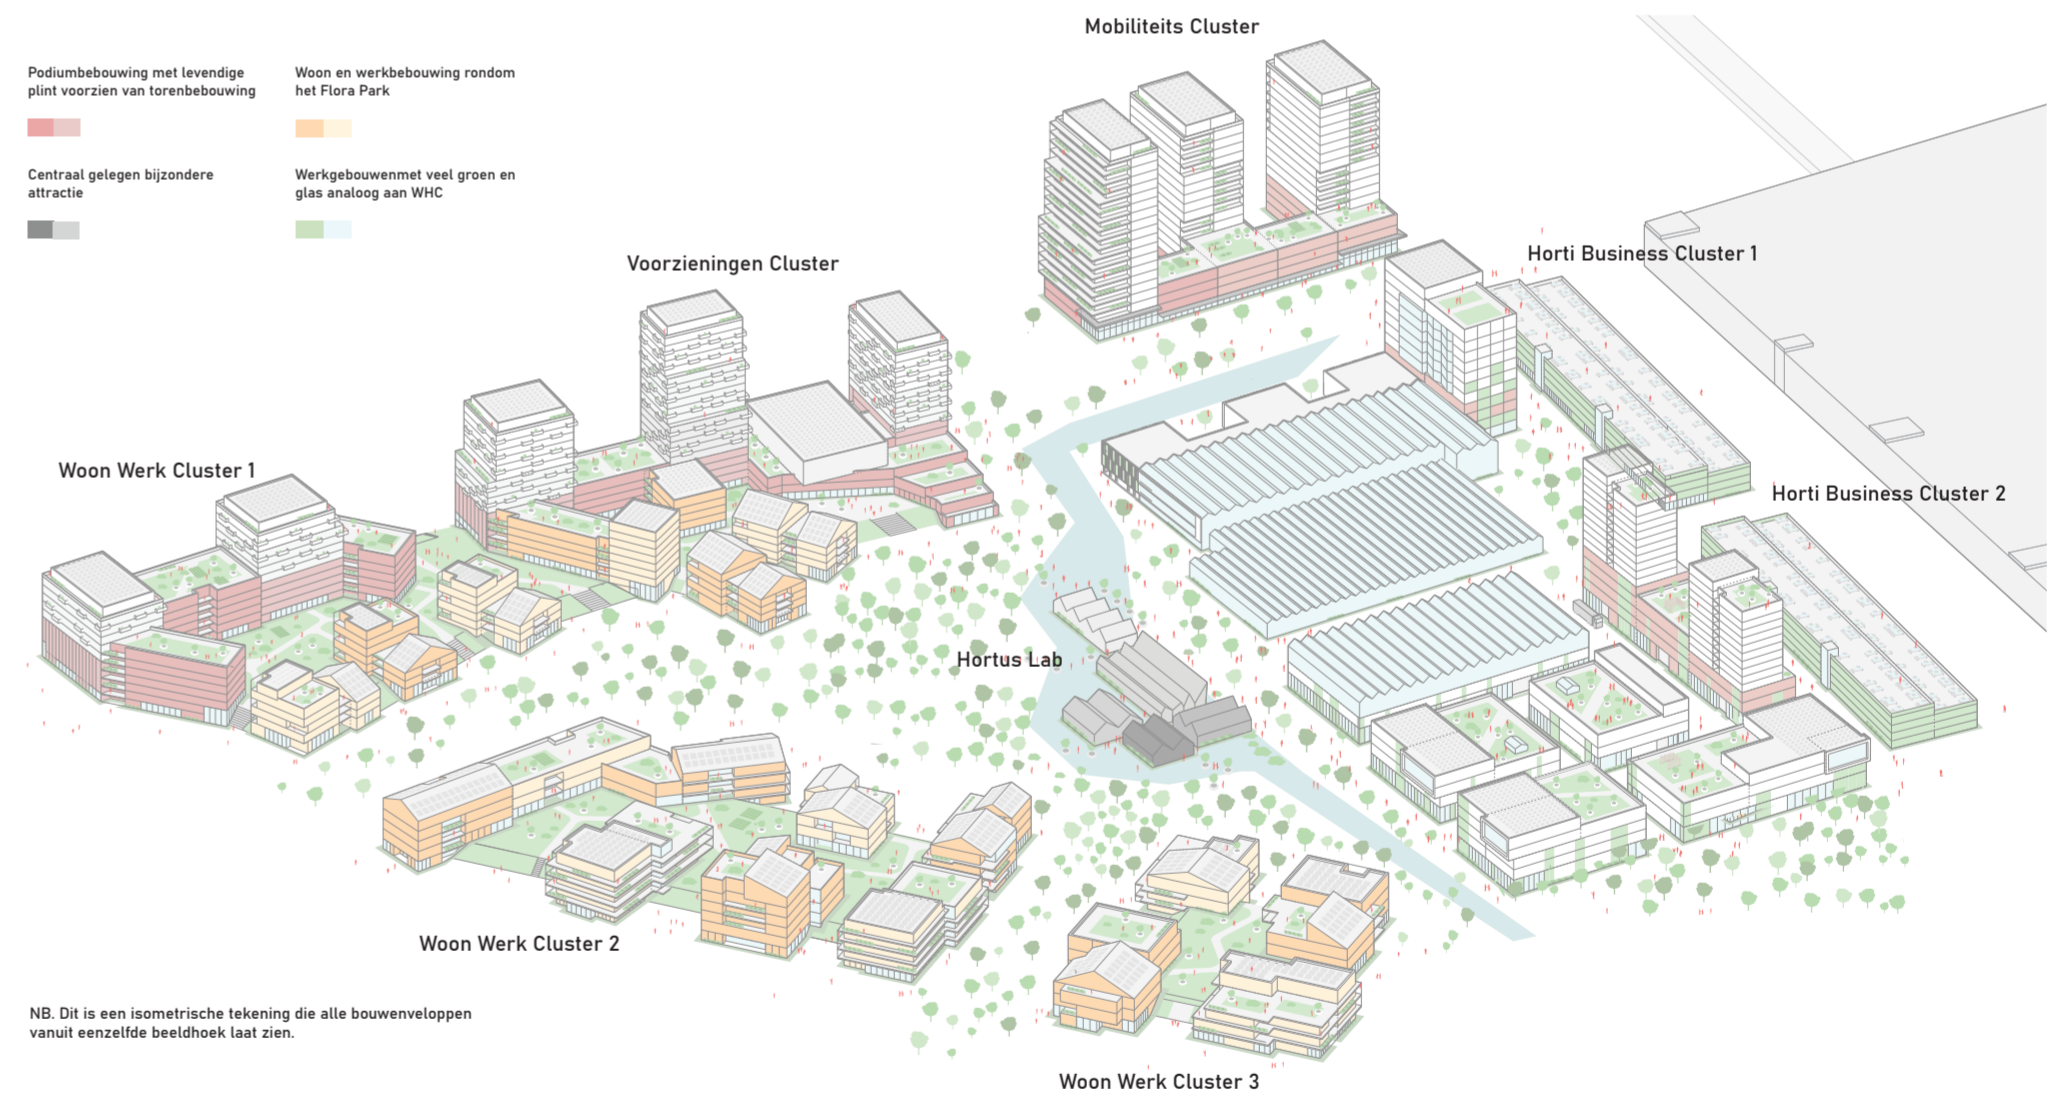 Mobiliteits Cluster
Podiumbebouwing met levendige
plint voorzien van torenbebouwing
Woon en werkbebouwing rondom
het Flora Park
Centraal gelegen bijzondere
attractie
Werkgebouwenmet veel groen en
glas analoog aan WHC
Voorzieningen Cluster
Horti Business Cluster 1
Woon Werk Cluster 1
Horti Business Cluster 2
Hortus Lab
Woon Werk Cluster 2
NB. Dit is een isometrische tekening die alle bouwenveloppen
vanuit eenzelfde beeldhoek laat zien.
Woon Werk Cluster 3